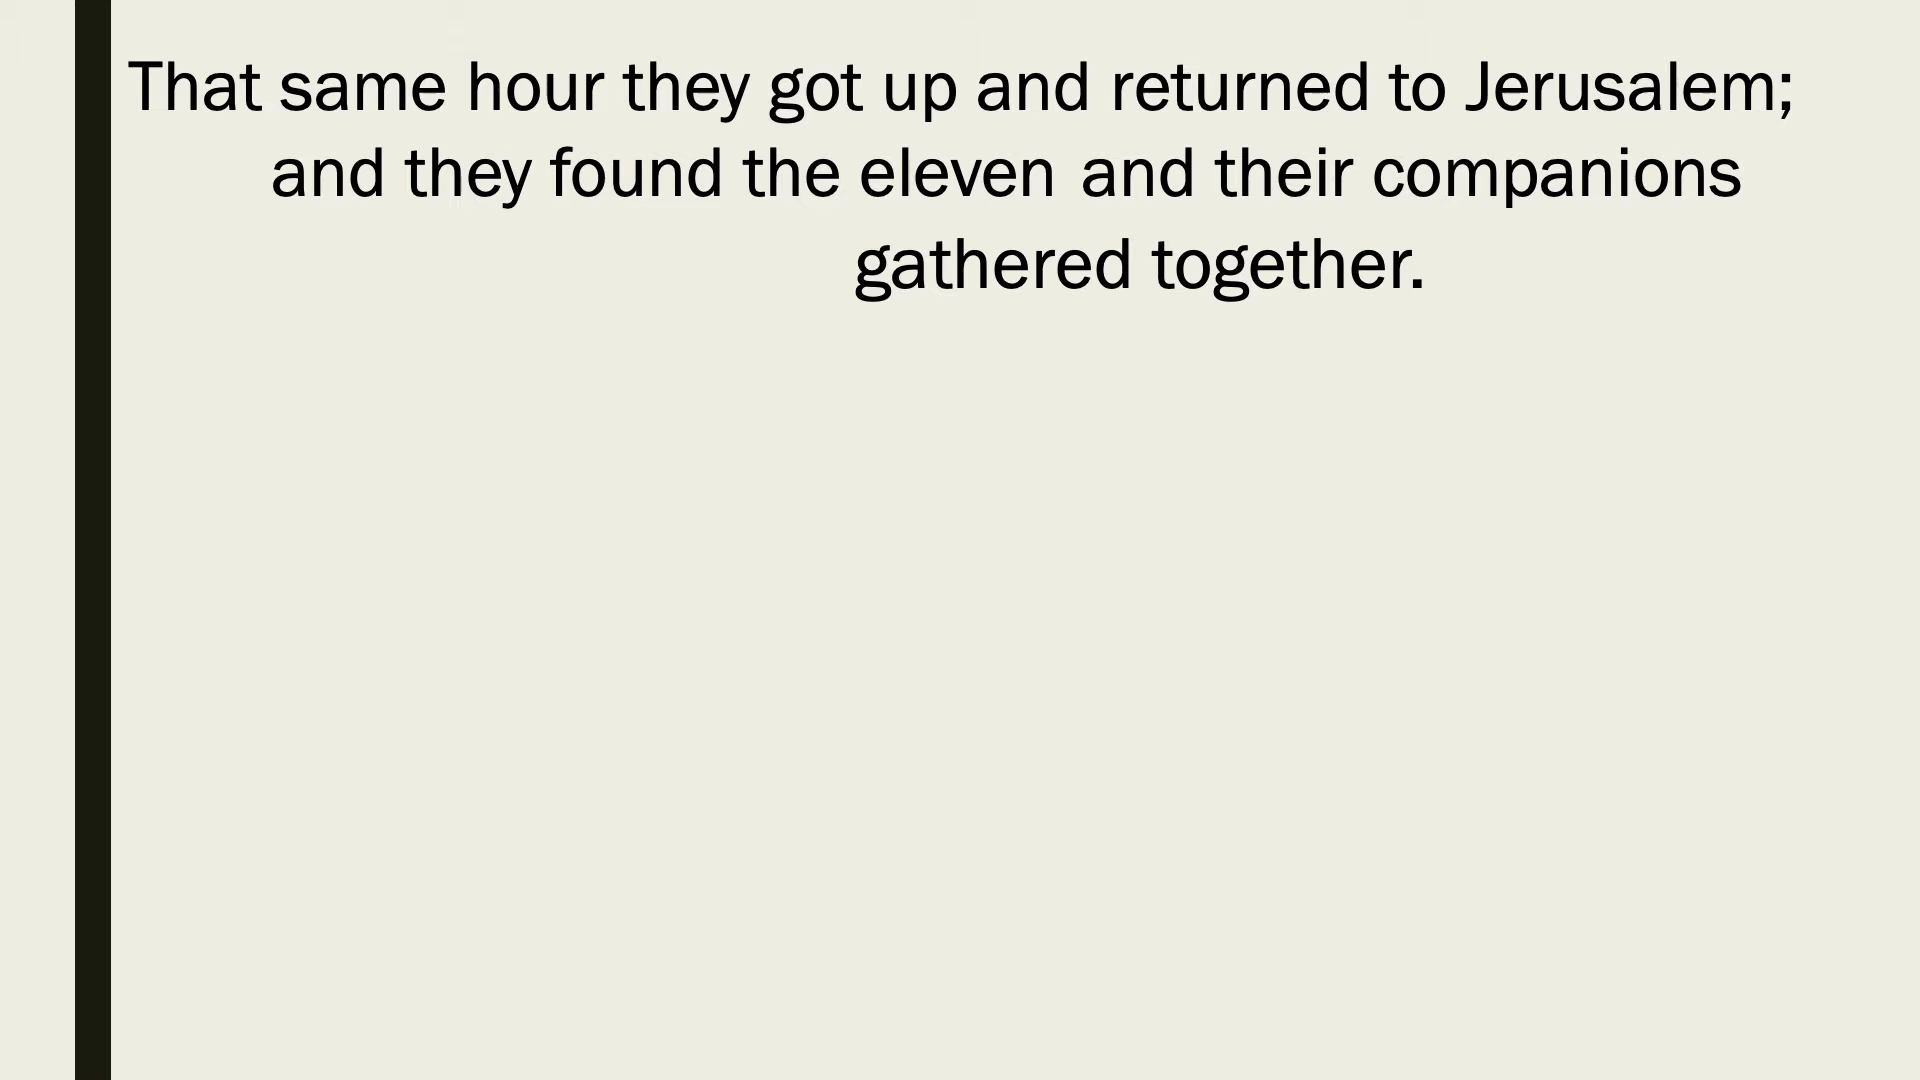 That same hour they got up and returned to Jerusalem;
and they found the eleven and their companions
gathered together.